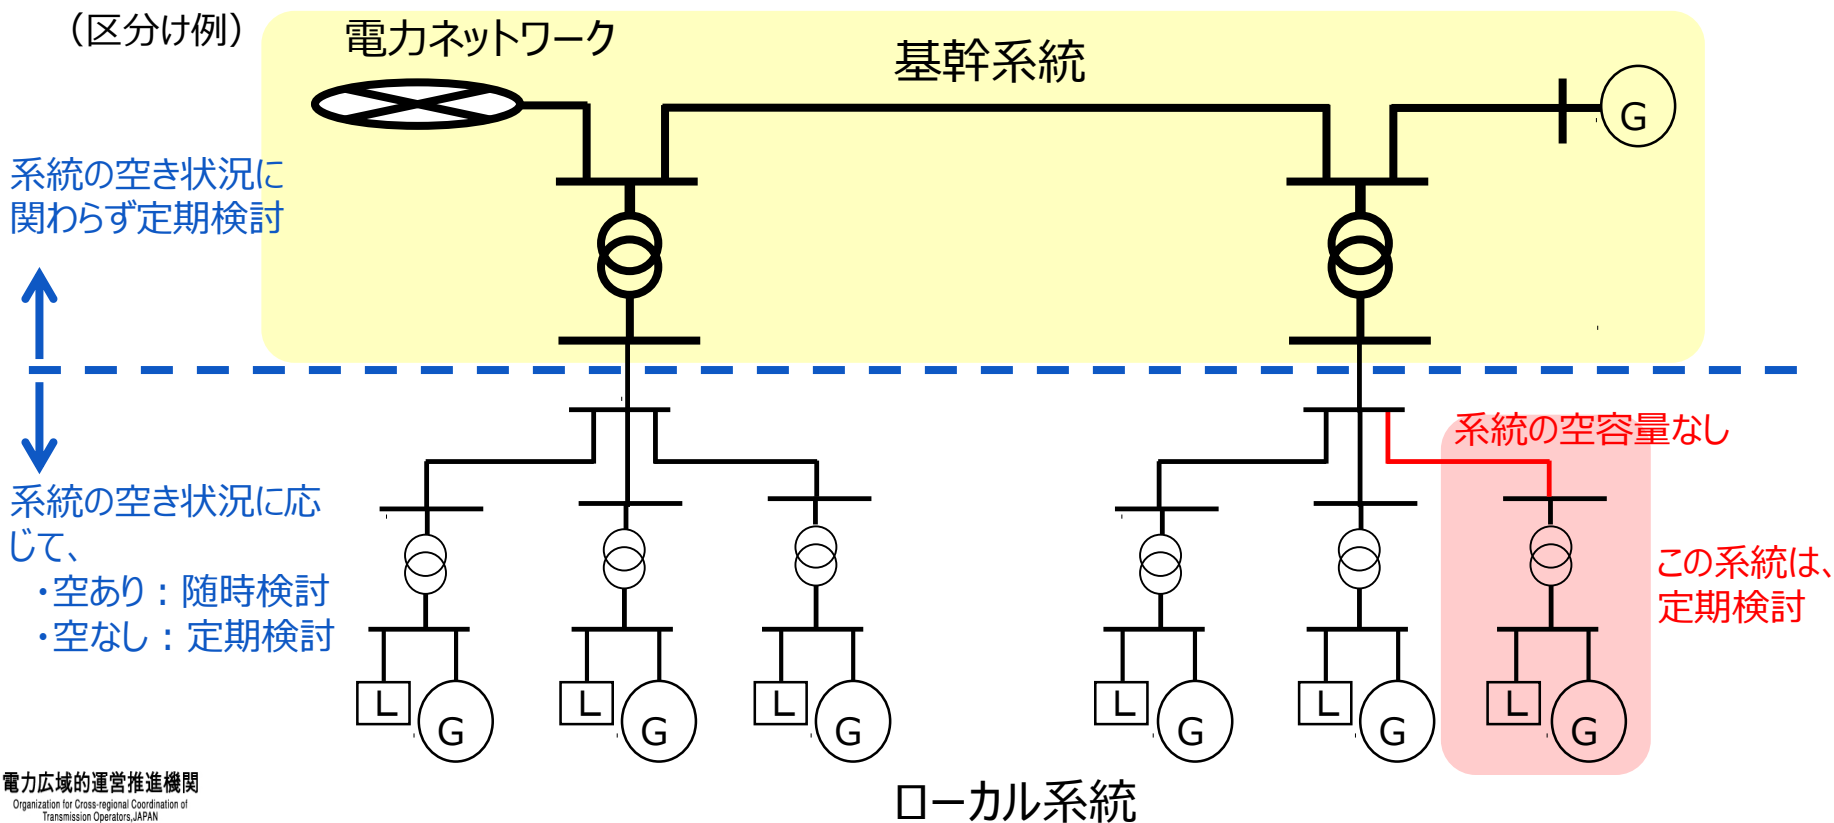 （区分け例）
電力ネットワーク
基幹系統
G
系統の空き状況に
関わらず定期検討
系統の空容量なし
系統の空き状況に応
じて、
・空あり：随時検討
・空なし：定期検討
この系統は、
定期検討
L
G
L
G
L
G
L
G
L
G
L
G
ローカル系統
電力広域的運営推進機関
Organization for Cross-regional Coordination of
Transmission Operators,JAPAN